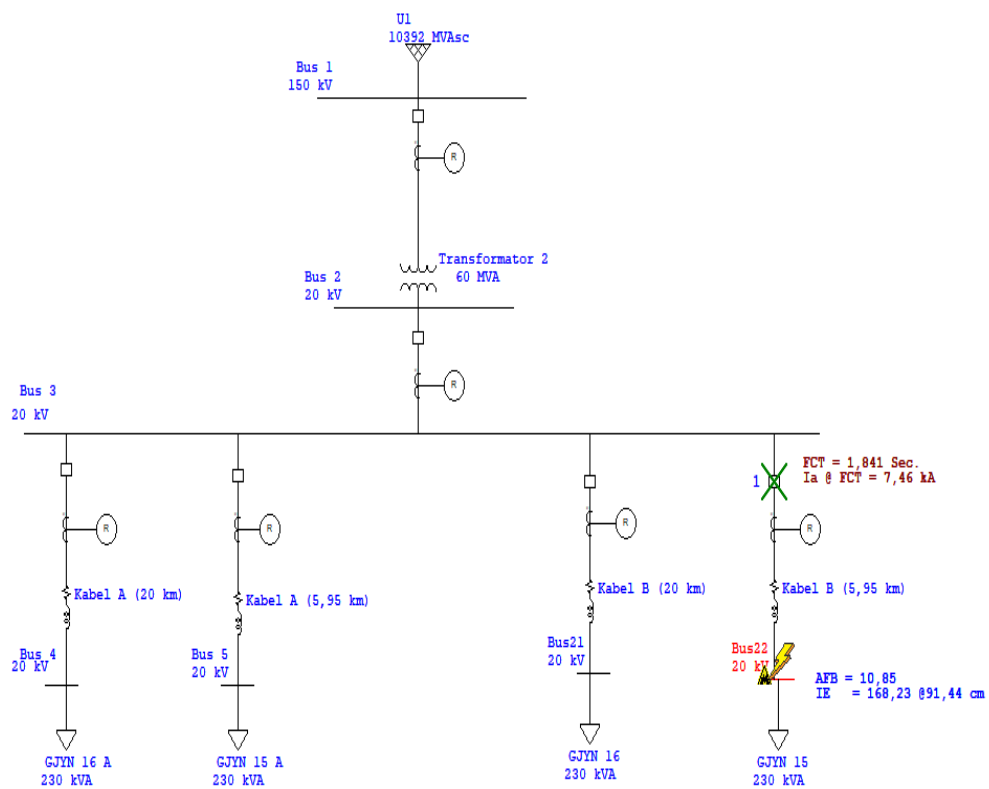 U1
10392 MVAsc
Bus 1
150 kV
R
Transformator 2
60 MVA
Bus 2
20 kV
R
Bus 3
20 kV
1
FCT = 1,841 Sec.
Ia @ FCT = 7,46 kA
R
R
R
R
Kabel A (20 km)
Kabel A (5,95 km)
Kabel B (20 km)
Kabel B (5,95 km)
Bus 4
20 kV
Bus 5
20 kV
Bus21
20 kV
Bus22
20 kV
AFB = 10,85
IE = 168,23 @91,44 cm
GJYN 16 A
230 kVA
GJYN 15 A
230 kVA
GJYN 16
230 kVA
GJYN 15
230 kVA